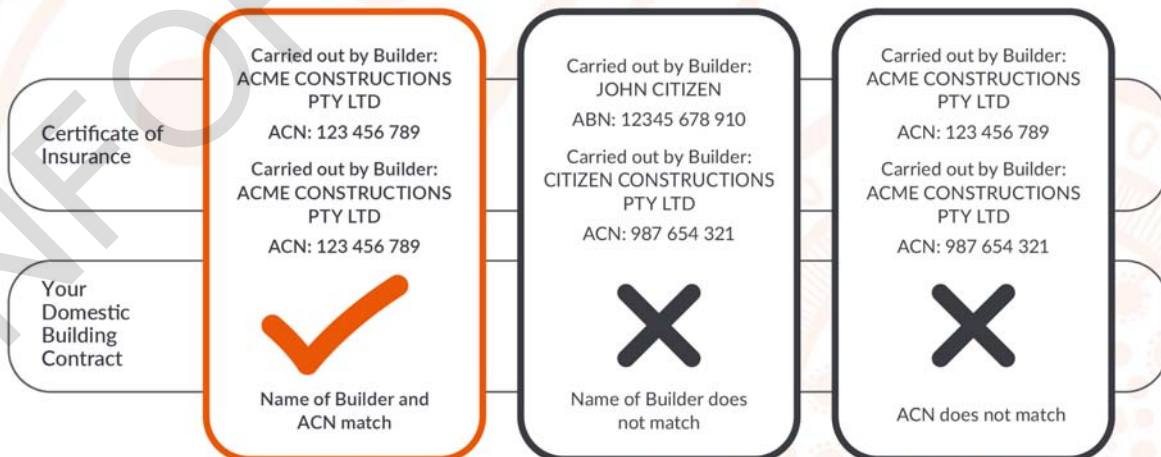 Certificate of
Insurance
Your
Domestic
Building
Contract
Carried out by Builder:
ACME CONSTRUCTIONS
PTY LTD
ACN: 123 456 789
Carried out by Builder:
ACME CONSTRUCTIONS
PTY LTD
ACN: 123 456 789
Name of Builder and
ACN match
Carried out by Builder:
JOHN CITIZEN
ABN: 12345 678 910
Carried out by Builder:
CITIZEN CONSTRUCTIONS
PTY LTD
ACN: 987 654 321
Name of Builder does
not match
Carried out by Builder:
ACME CONSTRUCTIONS
PTY LTD
ACN: 123 456 789
Carried out by Builder:
ACME CONSTRUCTIONS
PTY LTD
ACN: 987 654 321
ACN does not match